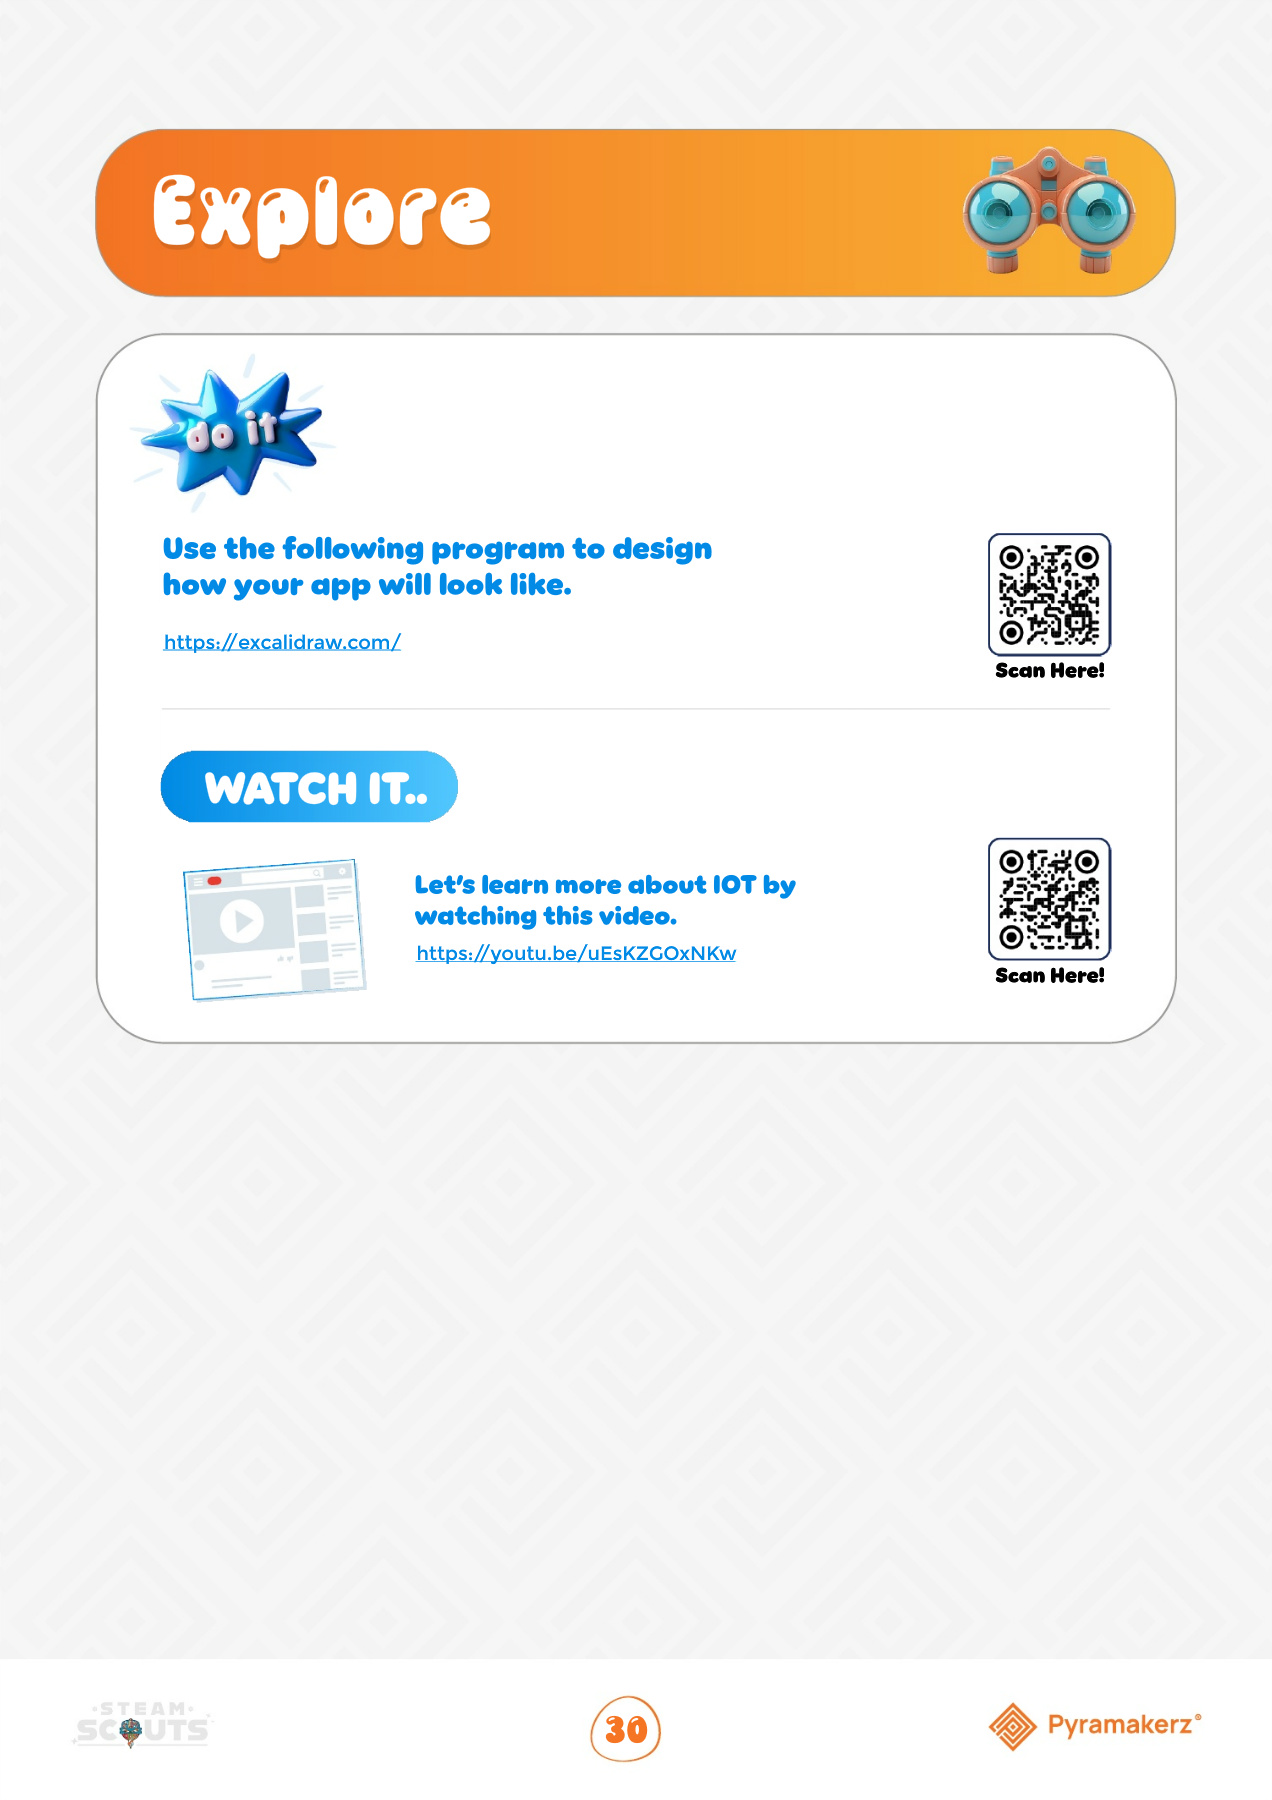 Explore
do it
Use the following program to design
how your app will look like.
https://excalidraw.com/
Scan Here!
WATCH IT..
Let's learn more about IOT by
watching this video.
https://youtu.be/uEsKZGOxNKw
Scan Here!
STEAM
SCOUTS
30
Pyramakerz®